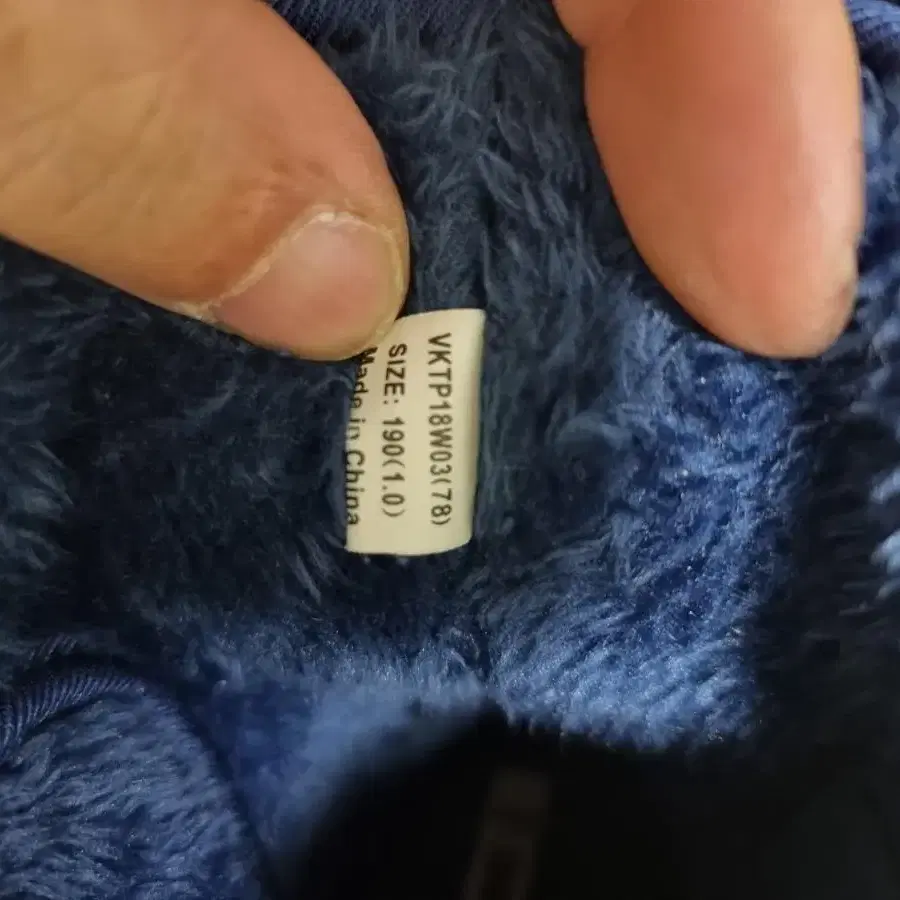 VKTP18W03(78)
SIZE: 190(1.0)
Made in China